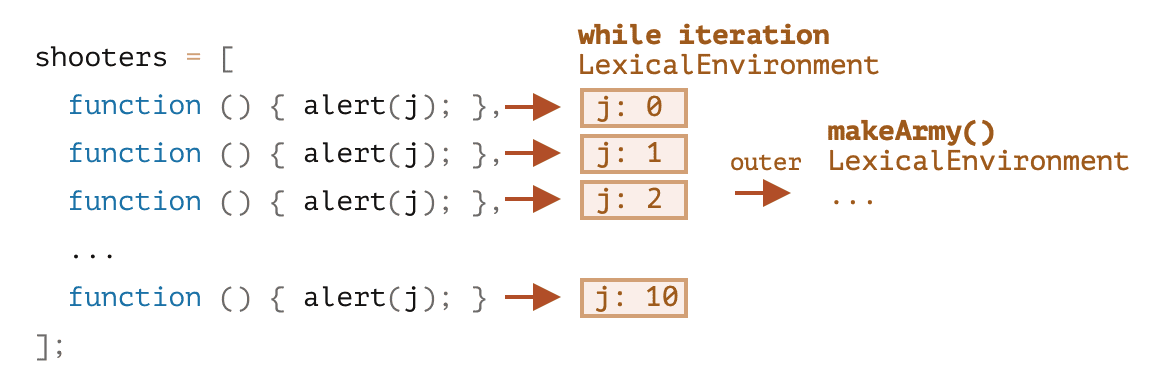 shooters = [
while iteration
LexicalEnvironment
function () { alert(j); },
j: 0
function () { alert(j); },
j: 1
function () { alert(j); },
j: 2
outer
makeArmy()
LexicalEnvironment
...
...
function () { alert(j); }
j: 10
];